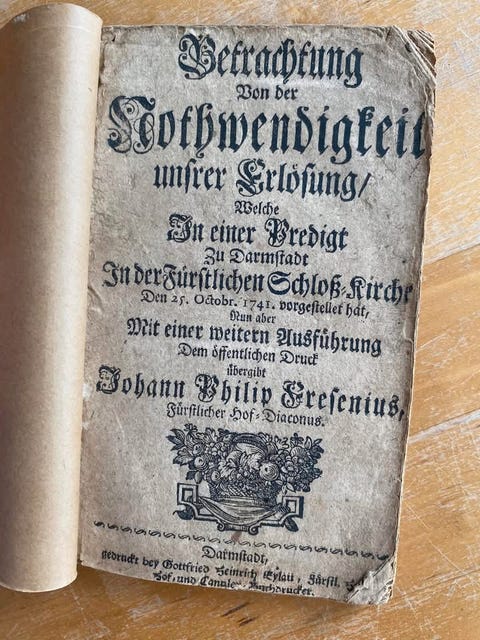 Betrachtung
Von der
Nothwendigkeit
unsrer Erlösung/
Welche
In einer Predigt
Zu Darmstadt
In der Fürstlichen Schloß-Kirche
Den 25. Octobr. 1741. vorgestellet hat,
Nun aber
Mit einer weitern Ausführung
Dem öffentlichen Druck
übergibt
Johann Philip Fresenius,
Fürstlicher Hof-Diaconus.
Darmstadt,
gedruckt bey Gottfried Heinrich Eylau, Fürstl.
Hof- und Cantzley-Buchdrucker.